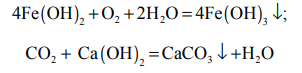 4Fe(OH)₂+O₂+2H₂O=4Fe(OH)₃↓;
CO₂+Ca(OH)₂=CaCO₃↓+H₂O